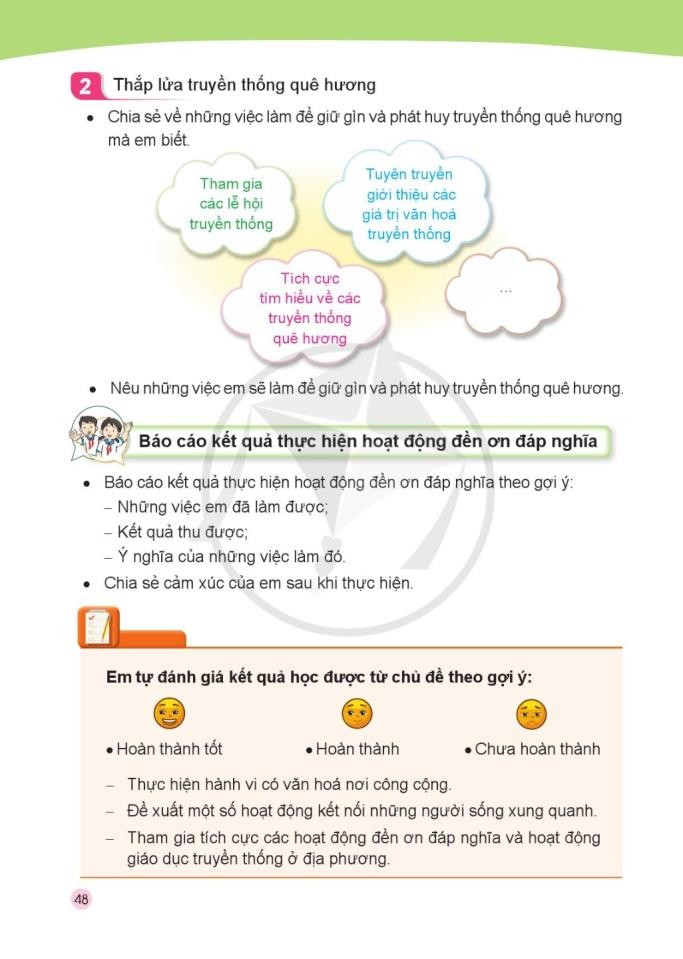 2 Thắp lửa truyền thống quê hương
• Chia sẻ về những việc làm để giữ gìn và phát huy truyền thống quê hương
mà em biết.
Tham gia
các lễ hội
truyền thống
Tuyên truyền
giới thiệu các
giá trị văn hoá
truyền thống
Tích cực
tìm hiểu về các
truyền thống
quê hương
...
• Nêu những việc em sẽ làm để giữ gìn và phát huy truyền thống quê hương.
Báo cáo kết quả thực hiện hoạt động đền ơn đáp nghĩa
• Báo cáo kết quả thực hiện hoạt động đền ơn đáp nghĩa theo gợi ý:
– Những việc em đã làm được;
– Kết quả thu được;
– Ý nghĩa của những việc làm đó.
• Chia sẻ cảm xúc của em sau khi thực hiện.
Em tự đánh giá kết quả học được từ chủ đề theo gợi ý:
• Hoàn thành tốt
• Hoàn thành
• Chưa hoàn thành
– Thực hiện hành vi có văn hoá nơi công cộng.
– Đề xuất một số hoạt động kết nối những người sống xung quanh.
– Tham gia tích cực các hoạt động đền ơn đáp nghĩa và hoạt động
giáo dục truyền thống ở địa phương.
48